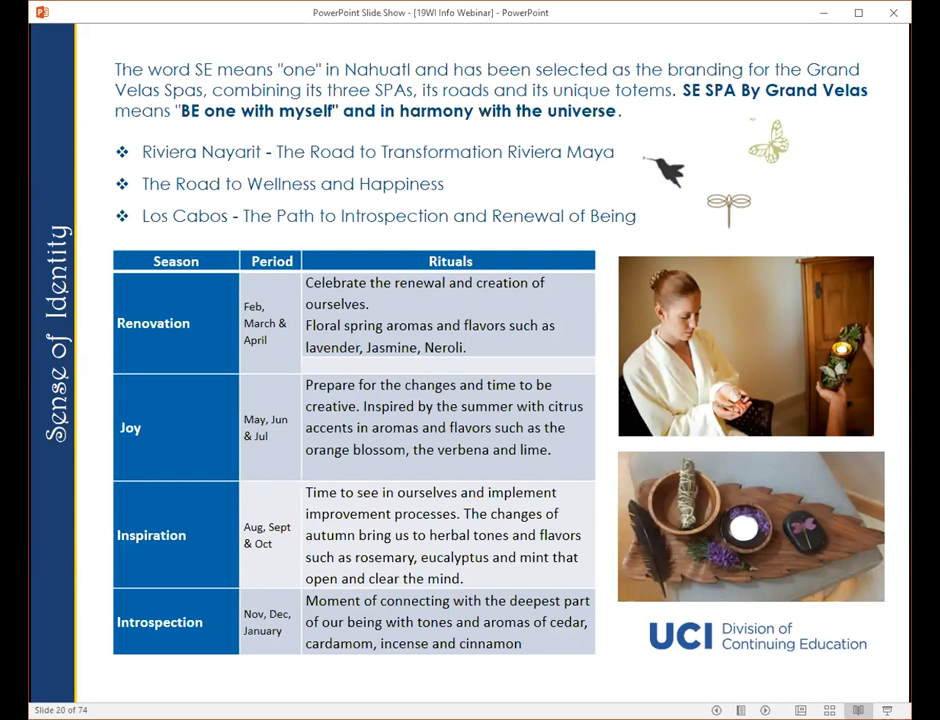 PowerPoint Slide Show - [19WI Info Webinar] - PowerPoint
The word SE means "one" in Nahuatl and has been selected as the branding for the Grand
Velas Spas, combining its three SPAs, its roads and its unique totems. SE SPA By Grand Velas
means "BE one with myself" and in harmony with the universe.
❖ Riviera Nayarit - The Road to Transformation Riviera Maya
❖ The Road to Wellness and Happiness
❖ Los Cabos - The Path to Introspection and Renewal of Being
Sense of Identity
Season Period Rituals
Renovation
Feb,
March &
April
Celebrate the renewal and creation of
ourselves.
Floral spring aromas and flavors such as
lavender, Jasmine, Neroli.
Joy
May, Jun
& Jul
Prepare for the changes and time to be
creative. Inspired by the summer with citrus
accents in aromas and flavors such as the
orange blossom, the verbena and lime.
Inspiration
Aug, Sept
& Oct
Time to see in ourselves and implement
improvement processes. The changes of
autumn bring us to herbal tones and flavors
such as rosemary, eucalyptus and mint that
open and clear the mind.
Introspection
Nov, Dec,
January
Moment of connecting with the deepest part
of our being with tones and aromas of cedar,
cardamom, incense and cinnamon
UCI Division of
Continuing Education
Slide 20 of 74